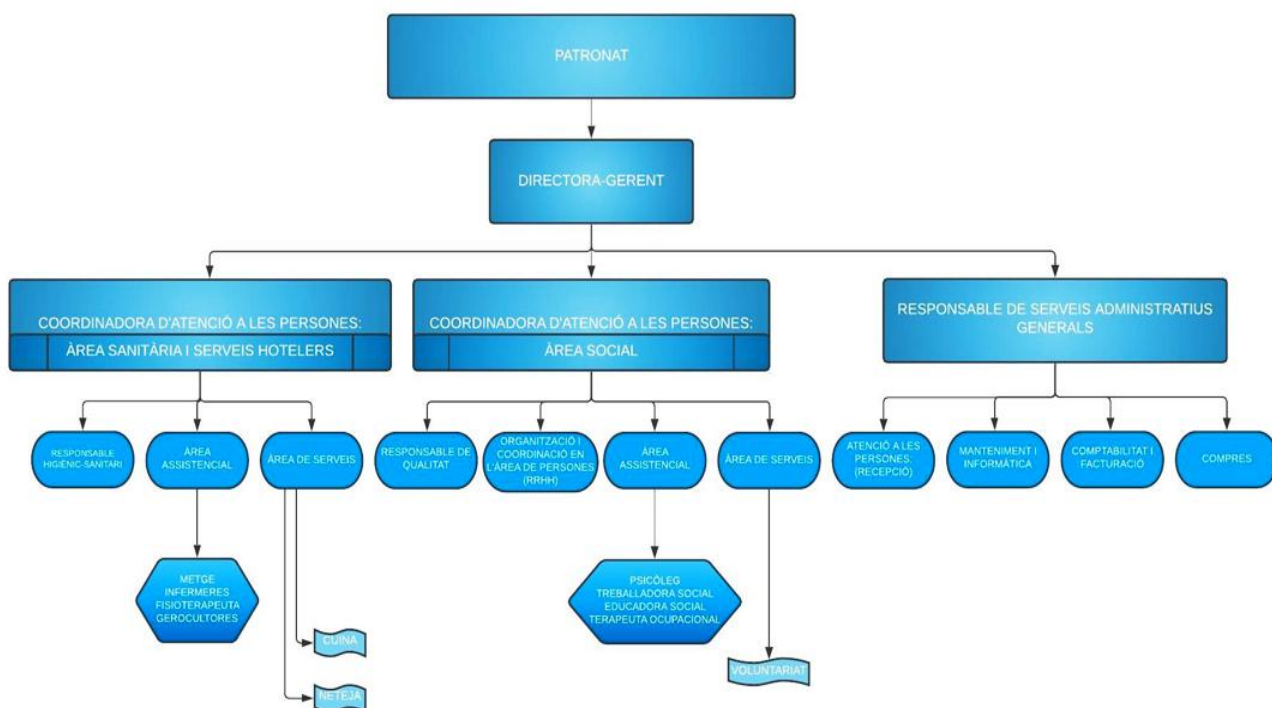 PATRONAT
DIRECTORA-GERENT
COORDINADORA D'ATENCIÓ A LES PERSONES:
ÀREA SANITÀRIA I SERVEIS HOTELERS
COORDINADORA D'ATENCIÓ A LES PERSONES:
ÀREA SOCIAL
RESPONSABLE DE SERVEIS ADMINISTRATIUS
GENERALS
RESPONSABLE
HIGIÈNIC-SANITARI
ÀREA
ASSISTENCIAL
ÀREA DE SERVEIS
RESPONSABLE DE
QUALITAT
ORGANITZACIÓ I
COORDINACIÓ EN
L'ÀREA DE PERSONES
(RRHH)
ÀREA
ASSISTENCIAL
ÀREA DE SERVEIS
ATENCIÓ A LES
PERSONES:
(RECEPCIÓ)
MANTENIMENT I
INFORMÀTICA
COMPTABILITAT I
FACTURACIÓ
COMPRES
METGE
INFERMERES
FISIOTERAPEUTA
GEROCULTORES
PSICÒLEG
TREBALLADORA SOCIAL
EDUCADORA SOCIAL
TERAPEUTA OCUPACIONAL
CUINA
VOLUNTARIAT
NETEJA